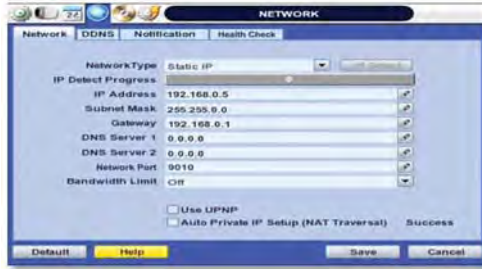 24 NETWORK
Network DDNS Notification Health Check
NetworkType Static IP
IP Detect Progress
IP Address 192.168.0.5
Subnet Mask 255.255.0.0
Gateway 192.168.0.1
DNS Server 1 0.0.0.0
DNS Server 2 0.0.0.0
Network Port 9010
Bandwidth Limit Off
Use UPNP
Auto Private IP Setup (NAT Traversal) Success
Default Help Save Cancel